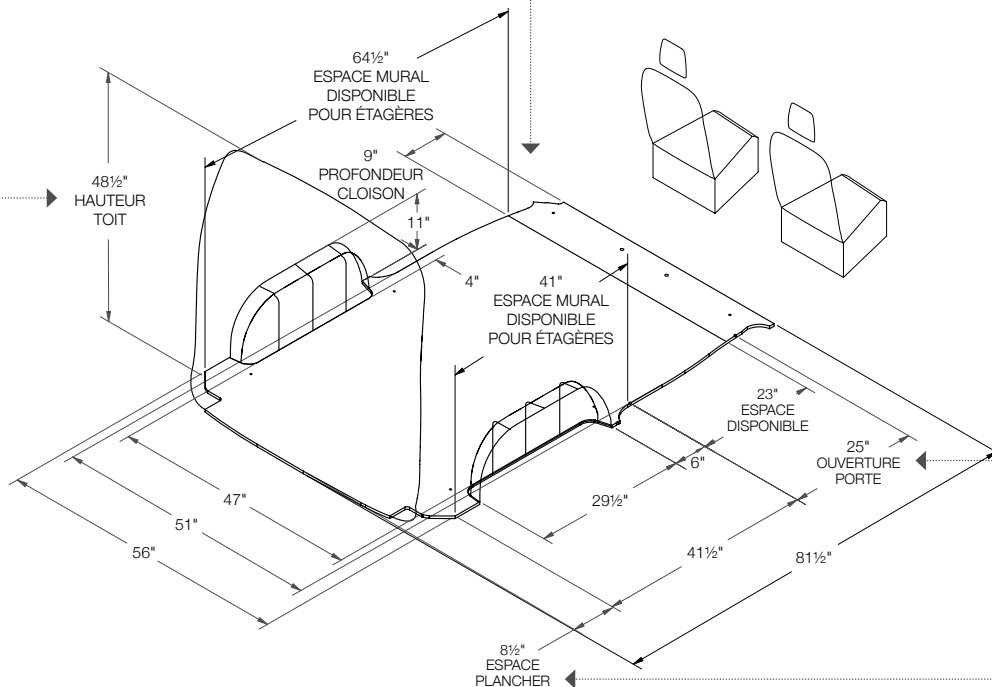 64½"
ESPACE MURAL
DISPONIBLE
POUR ÉTAGÈRES
9"
PROFONDEUR
CLOISON
48½"
HAUTEUR
TOIT
11"
4"
41"
ESPACE MURAL
DISPONIBLE
POUR ÉTAGÈRES
23"
ESPACE
DISPONIBLE
25"
OUVERTURE
PORTE
6"
29½"
47"
51"
56"
41½"
81½"
8½"
ESPACE
PLANCHER